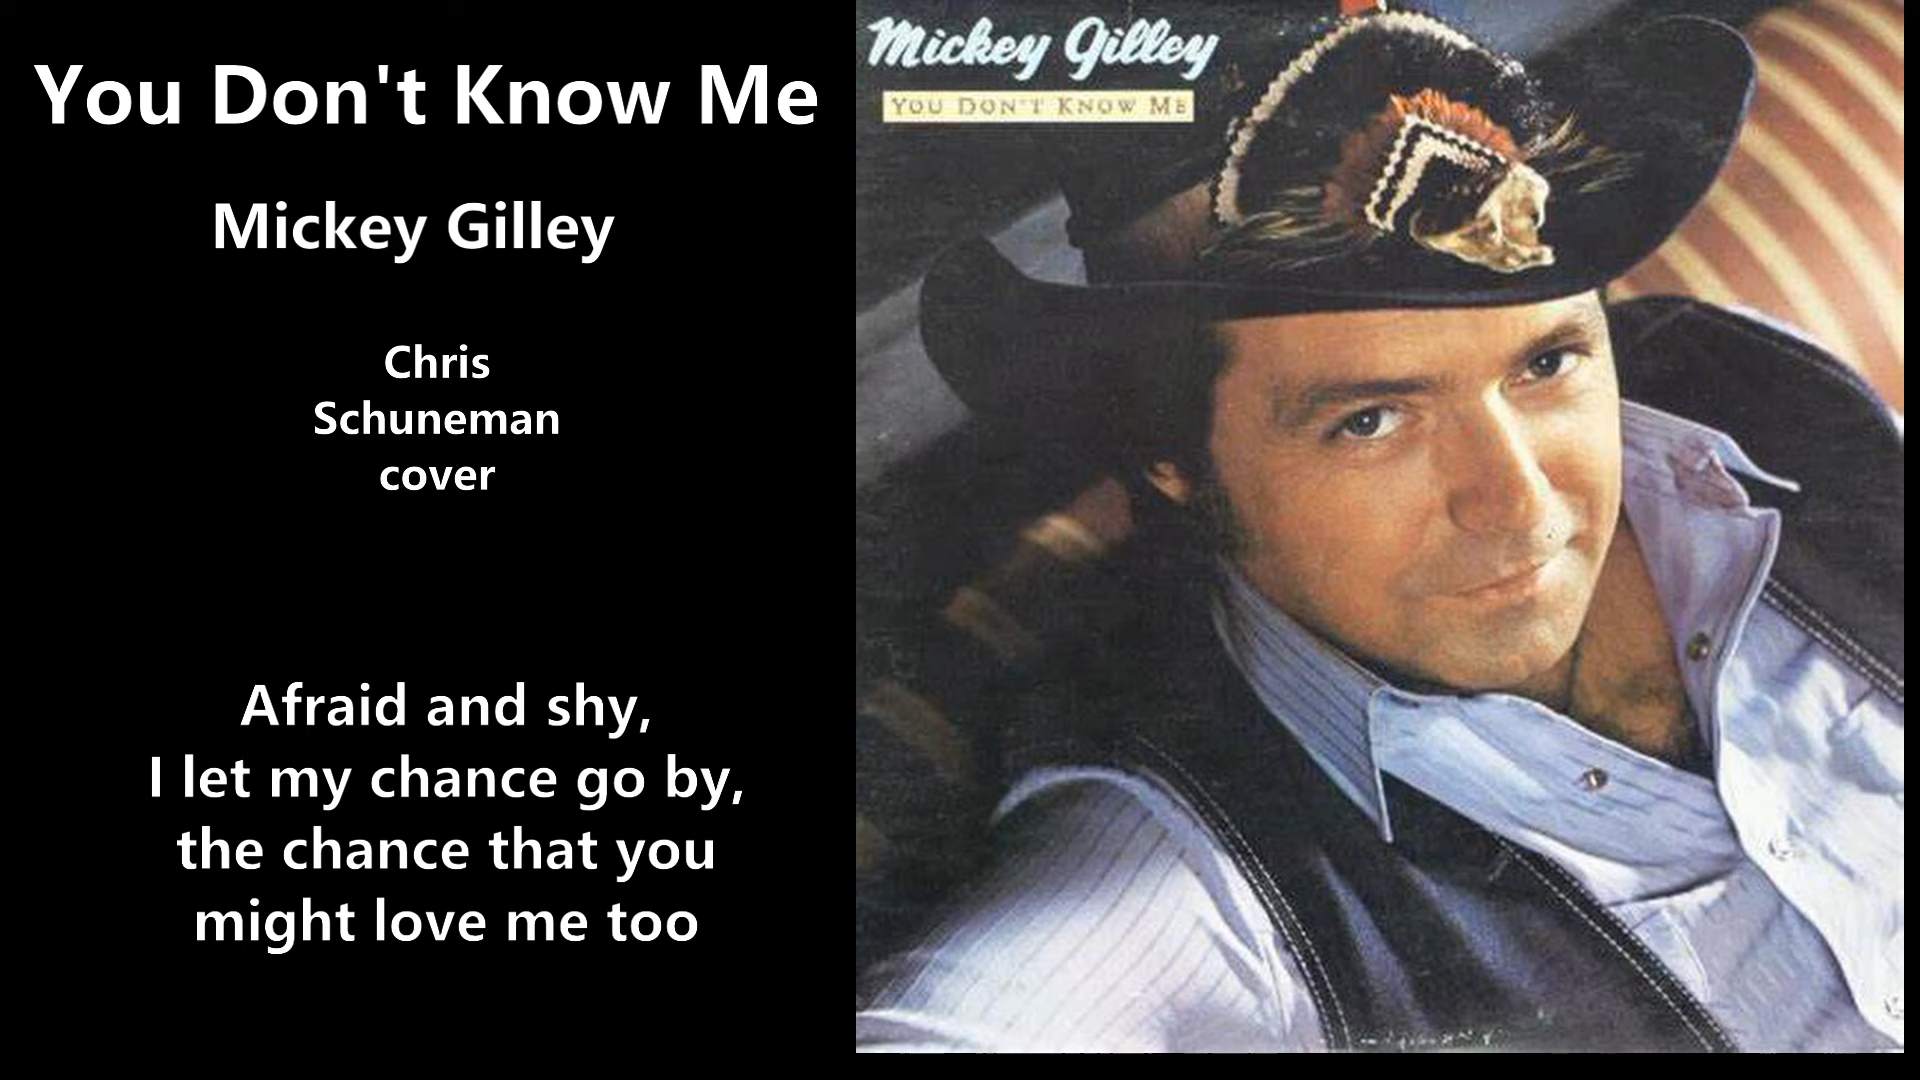 You Don't Know Me
Mickey Gilley
Chris
Schuneman
cover
Afraid and shy,
I let my chance go by,
the chance that you
might love me too
Mickey Gilley
YOU DON'T KNOW ME